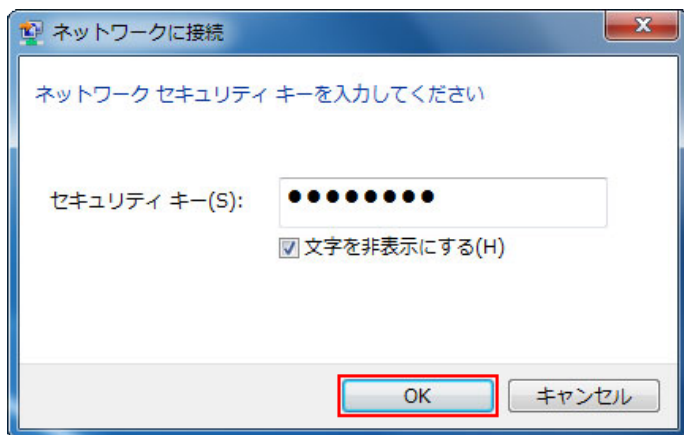 ネットワークに接続
ネットワーク セキュリティ キーを入力してください
セキュリティ キー(S): ●●●●●●●●
文字を非表示にする(H)
OK キャンセル